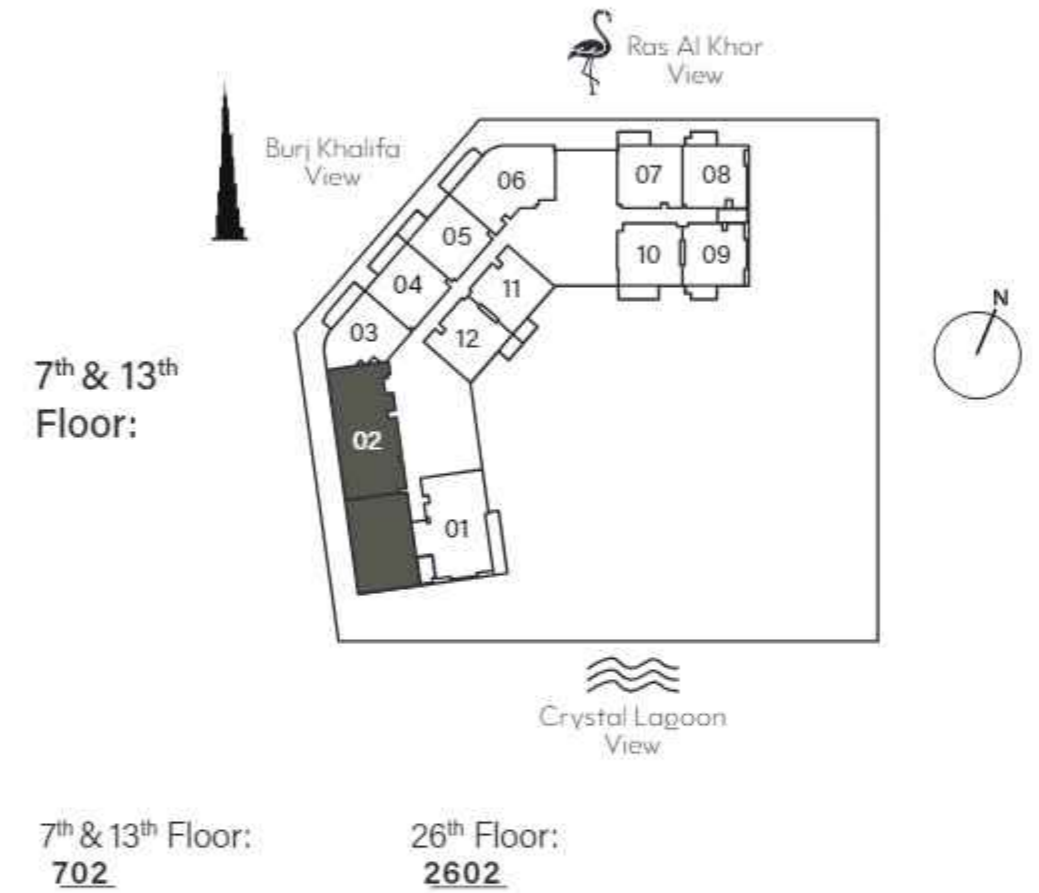 Ras Al Khor
View
Burj Khalifa
View
06
07
08
05
10
09
04
11
N
03
12
7th & 13th
Floor:
02
01
Crystal Lagoon
View
7th & 13th Floor:
26th Floor:
702
2602